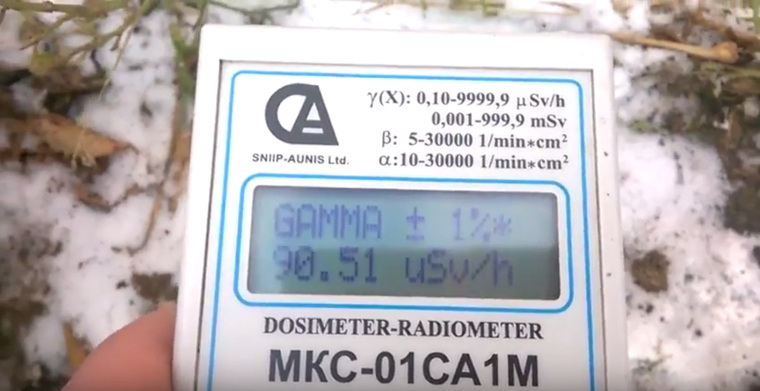 γ(X): 0,10-9999,9 μSv/h
0,001-999,9 mSv
β: 5-30000 1/min*cm²
α:10-30000 1/min*cm²
SNIIP-AUNIS Ltd.
GAMMA ± 1%*
90.51 uSv/h
DOSIMETER-RADIOMETER
МКС-01СА1М